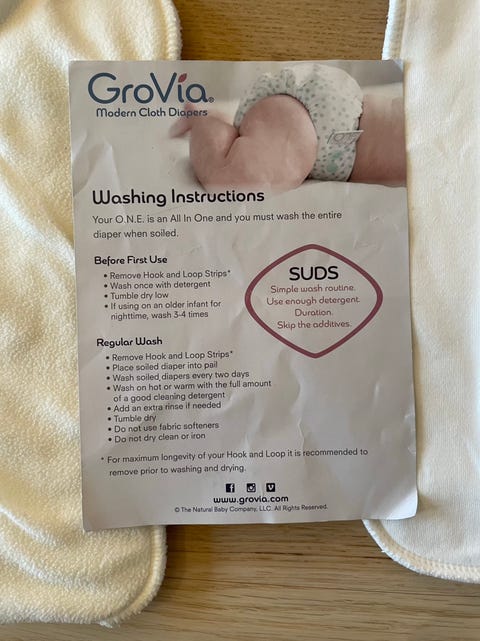 GroVia®
Modern Cloth Diapers
Washing Instructions
Your O.N.E. is an All In One and you must wash the entire
diaper when soiled.
Before First Use
• Remove Hook and Loop Strips*
• Wash once with detergent
• Tumble dry low
• If using on an older infant for
nighttime, wash 3-4 times
SUDS
Simple wash routine.
Use enough detergent.
Duration.
Skip the additives.
Regular Wash
• Remove Hook and Loop Strips*
• Place soiled diaper into pail
• Wash soiled diapers every two days
• Wash on hot or warm with the full amount
of a good cleaning detergent
• Add an extra rinse if needed
• Tumble dry
• Do not use fabric softeners
• Do not dry clean or iron
* For maximum longevity of your Hook and Loop it is recommended to
remove prior to washing and drying.
www.grovia.com
© The Natural Baby Company, LLC. All Rights Reserved.